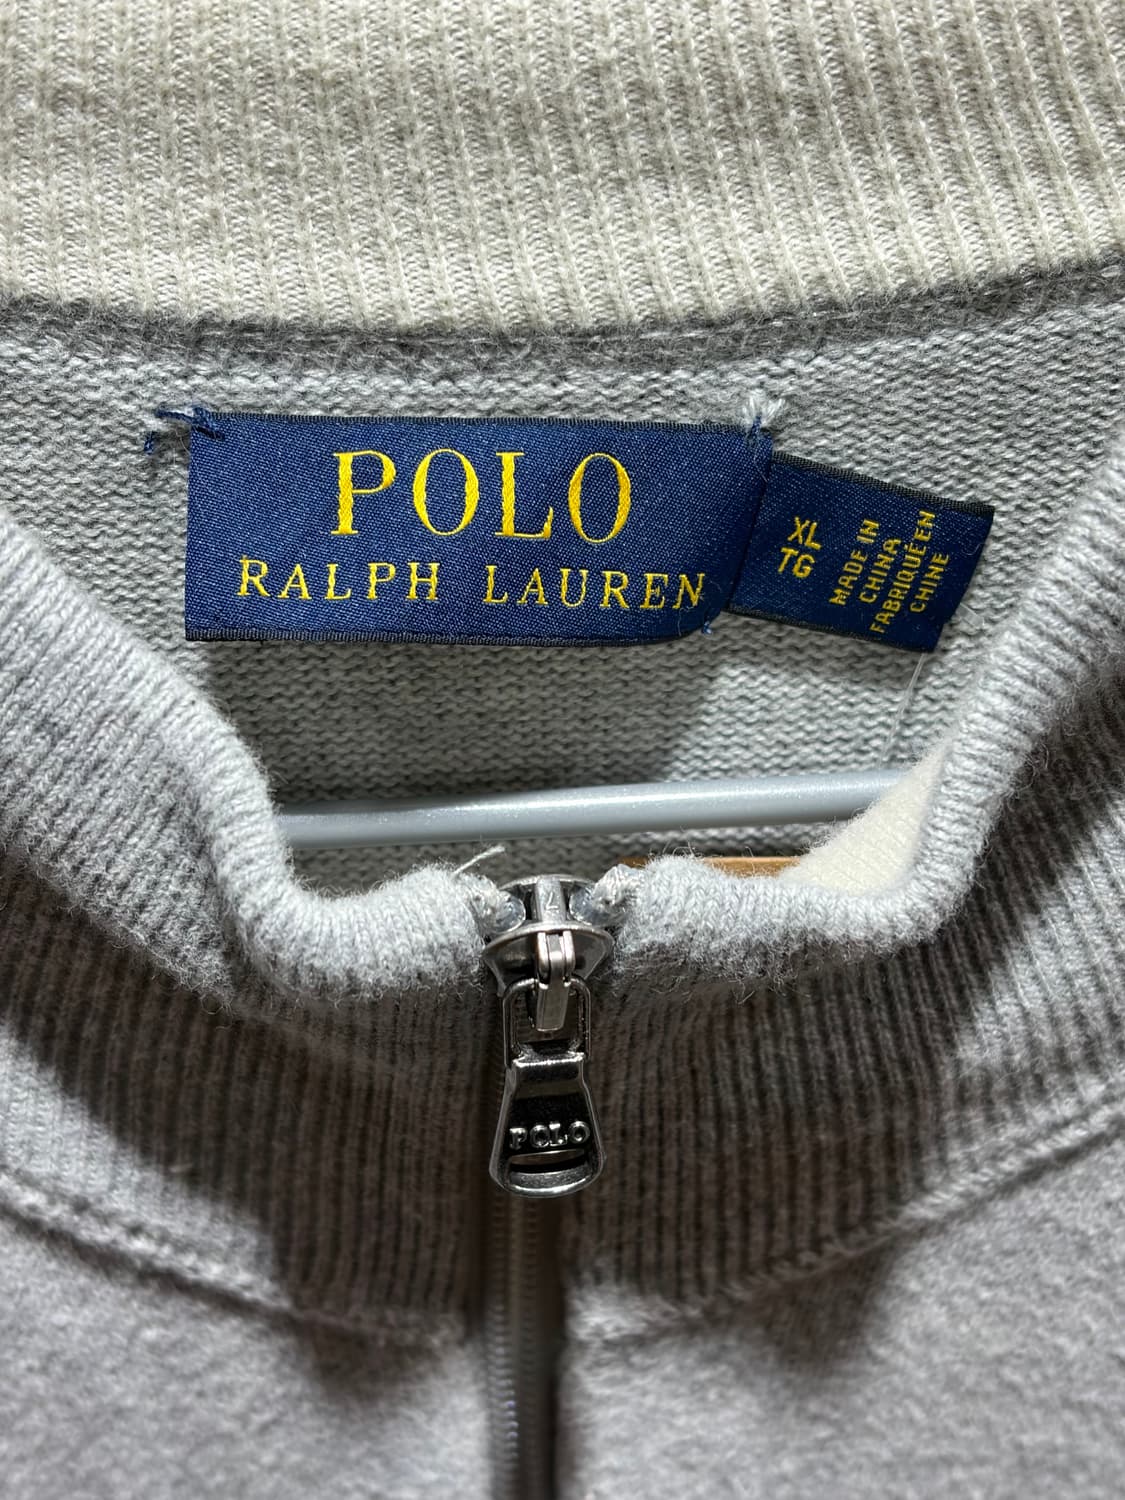 POLO
RALPH LAUREN
XL
TG
MADE IN
CHINA
FABRIQUÉ EN
CHINE
POLO